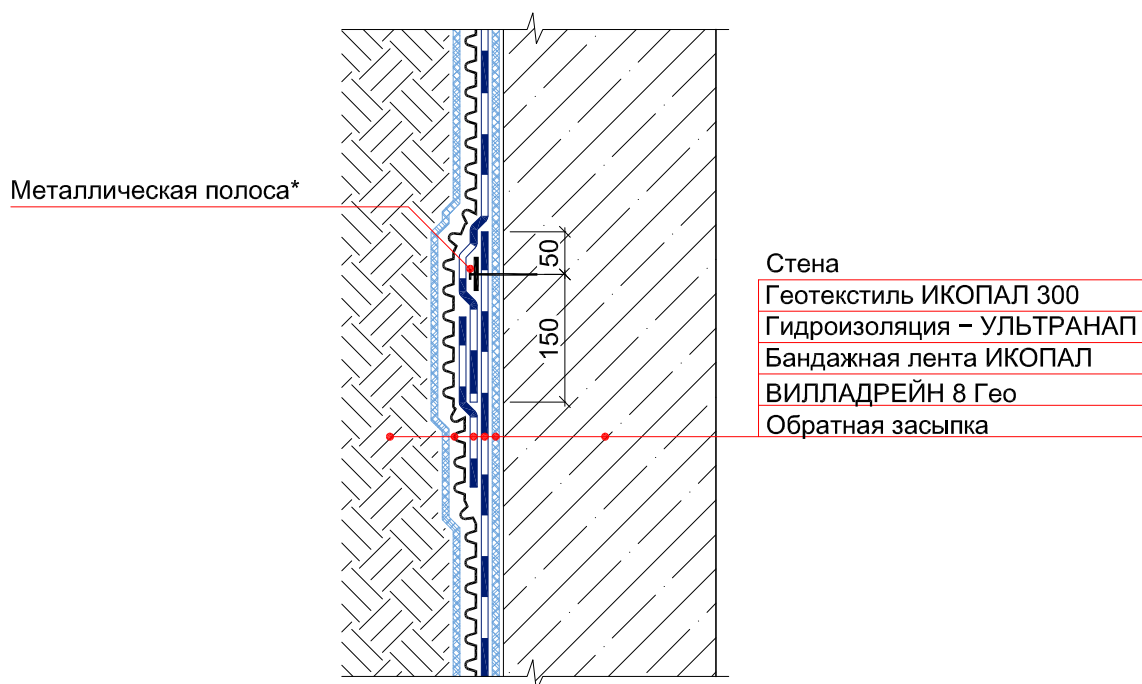 Металлическая полоса*
50
150
Стена
Геотекстиль ИКОПАЛ 300
Гидроизоляция – УЛЬТРАНАП
Бандажная лента ИКОПАЛ
ВИЛЛАДРЕЙН 8 Гео
Обратная засыпка